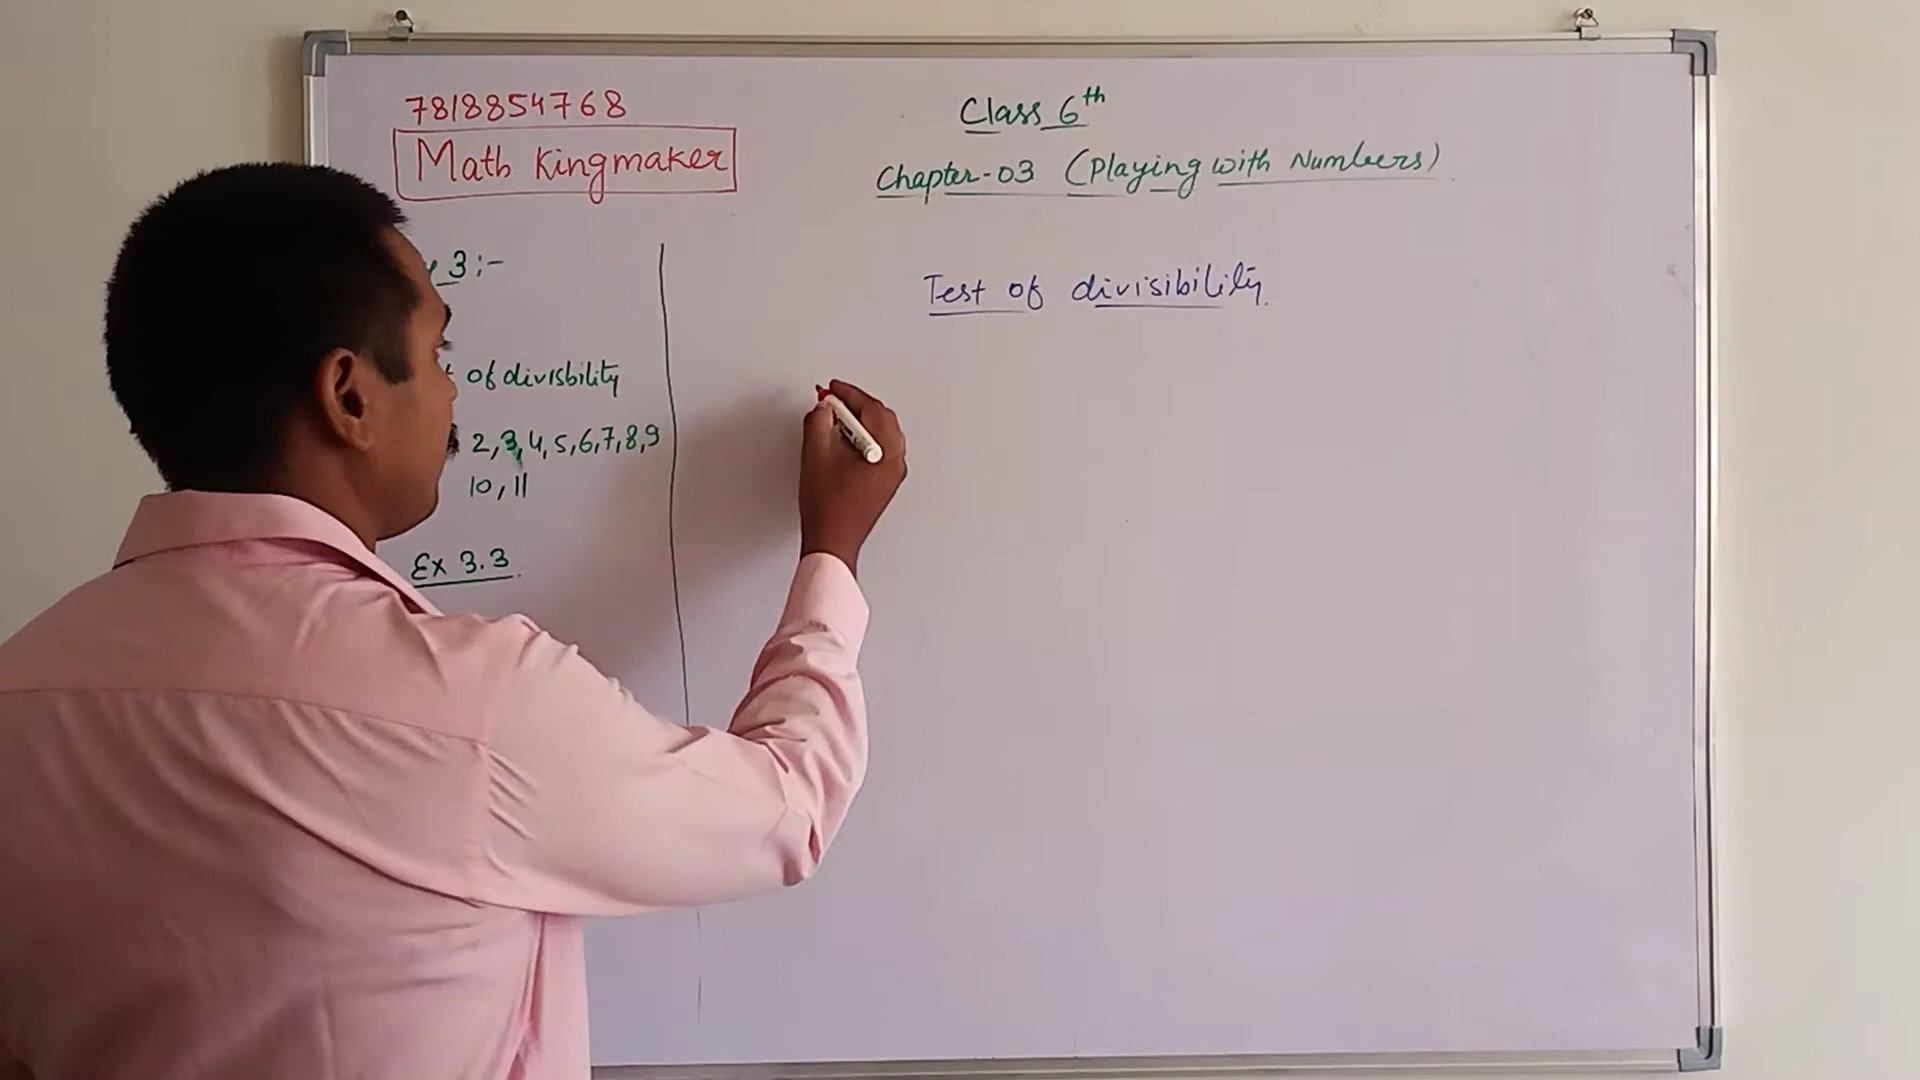 7818854768
Math Kingmaker
Class 6th
Chapter-03 (Playing with Numbers)
3:-
of divisbility
2,3,4,5,6,7,8,9
10,11
Ex 3.3
Test of divisibility